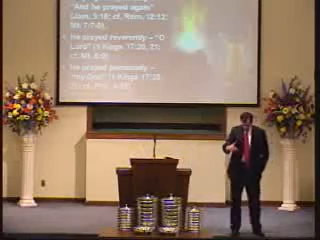 "And he prayed again"
(Jam. 5:18; cf. Rom. 12:12;
Mt. 7:7-8).
• He prayed reverently – "O
Lord" (1 Kings 17:20, 21;
cf. Mt. 6:9)
• He prayed personally –
"my God" (1 Kings 17:20,